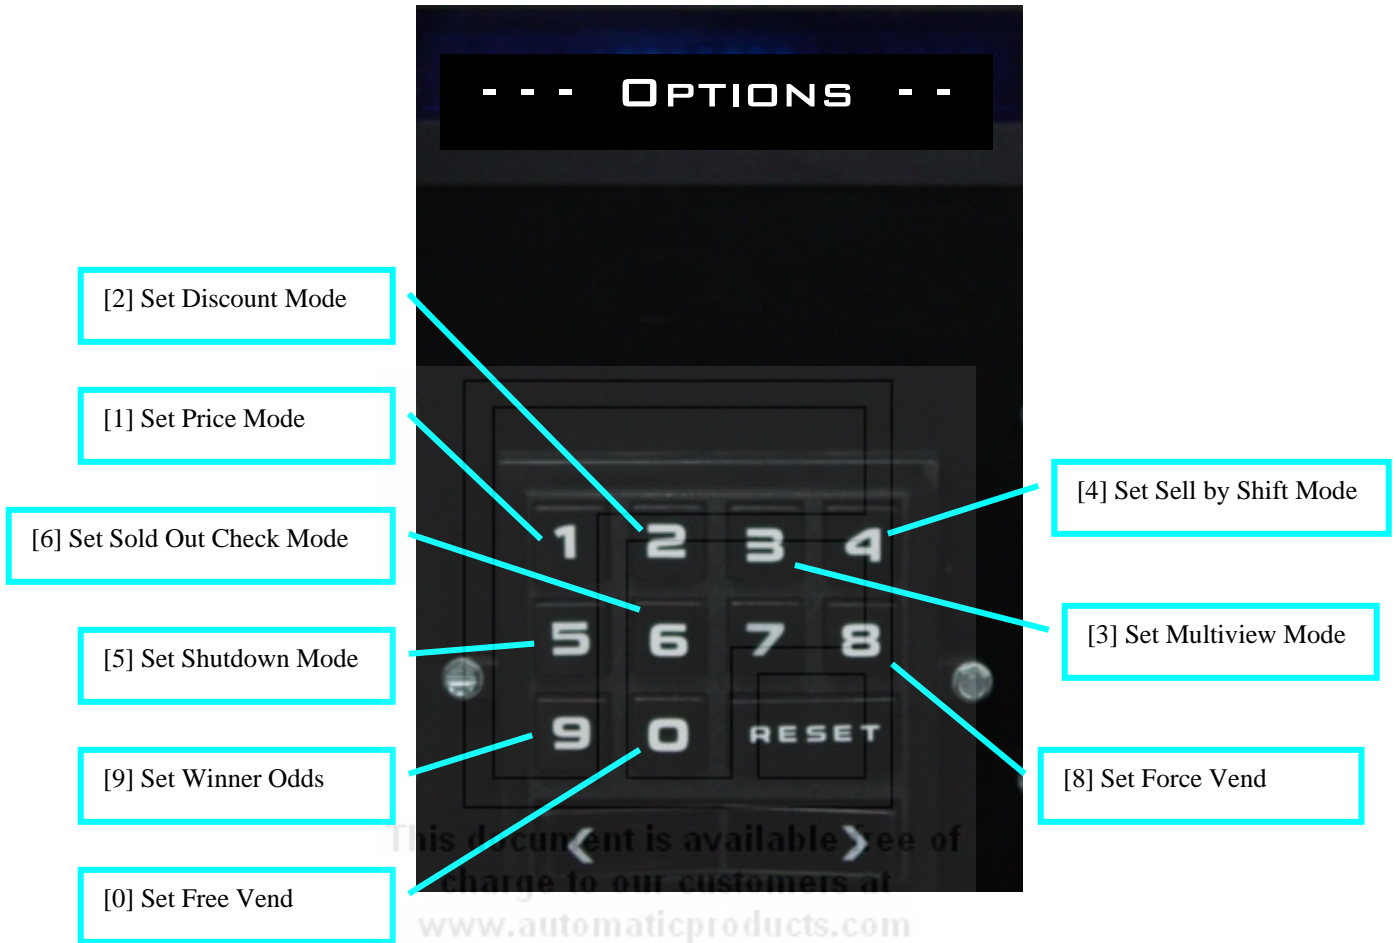 - - - OPTIONS - -
[2] Set Discount Mode
[1] Set Price Mode
[6] Set Sold Out Check Mode
[5] Set Shutdown Mode
[9] Set Winner Odds
[0] Set Free Vend
[4] Set Sell by Shift Mode
[3] Set Multiview Mode
[8] Set Force Vend
1 2 3 4
5 6 7 8
9 0 RESET
< >
This document is available free of
charge to our customers at
www.automaticproducts.com